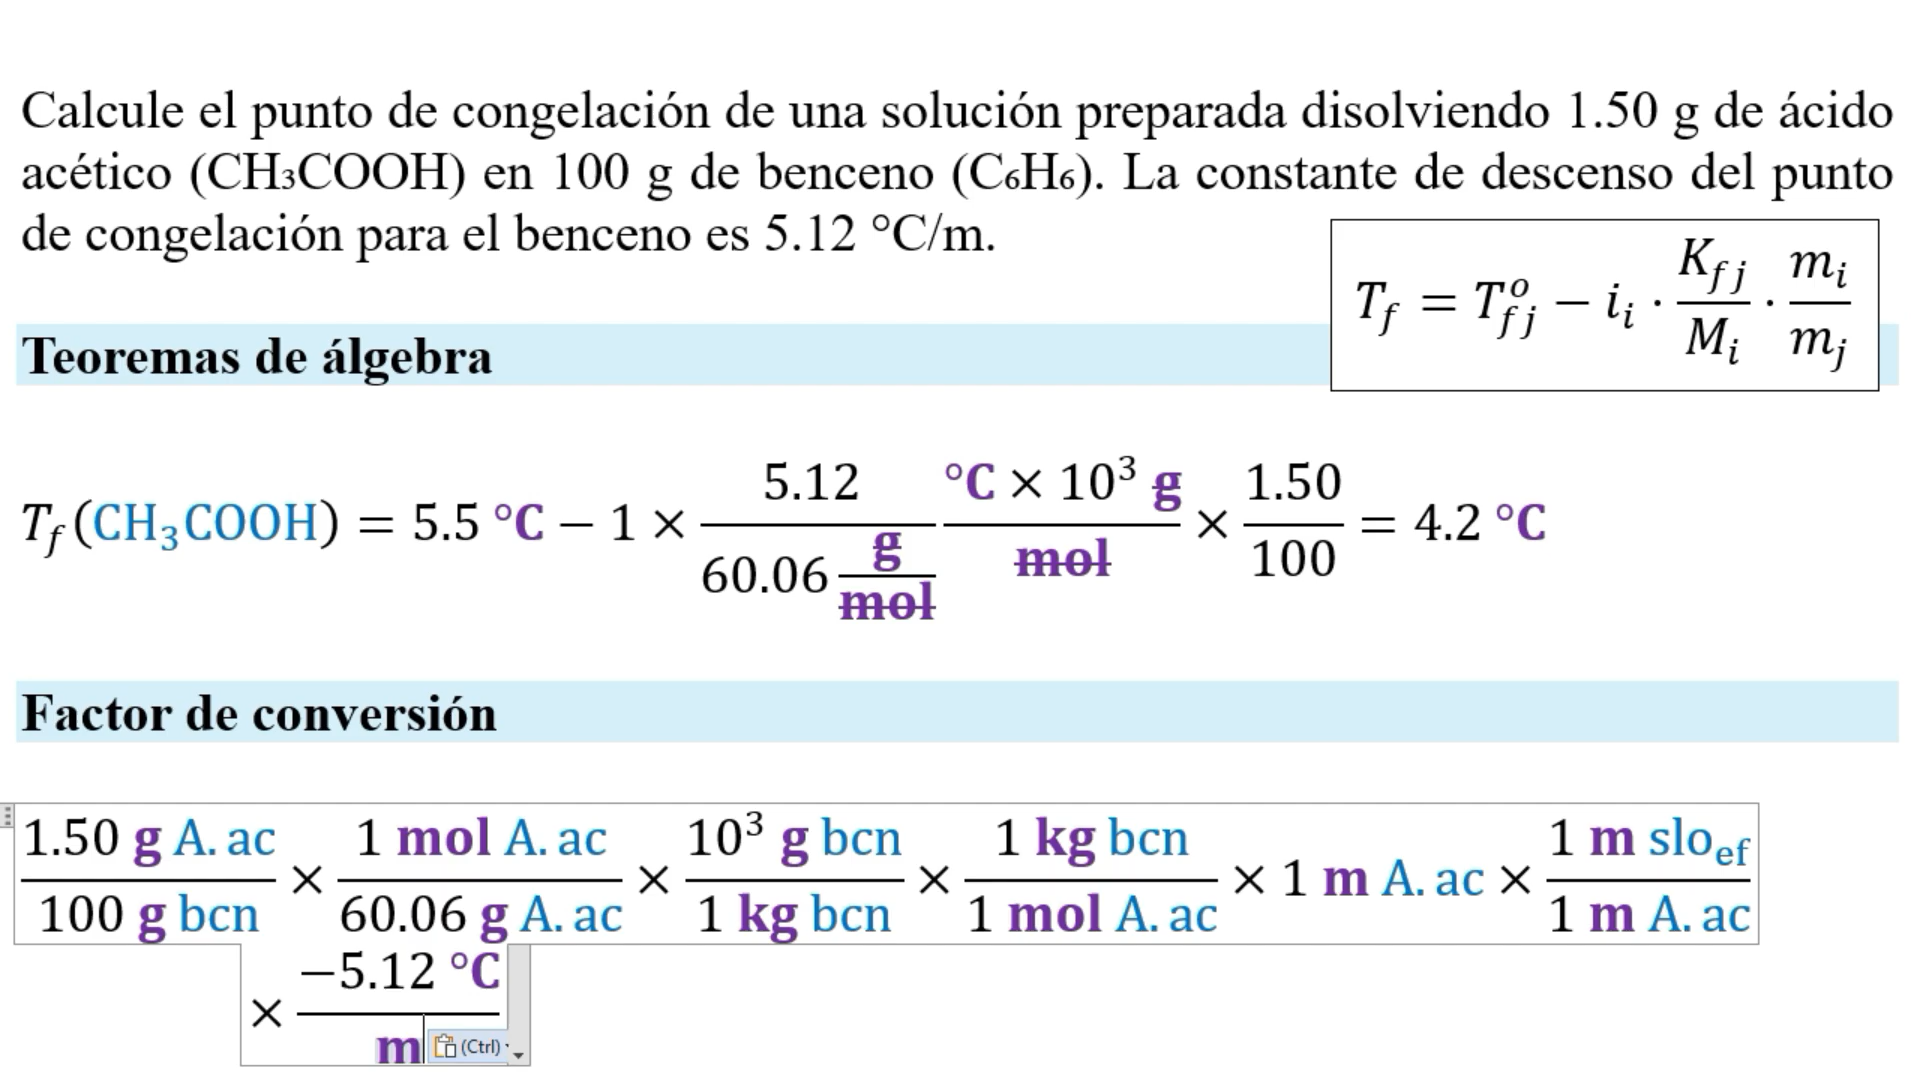 Calcule el punto de congelación de una solución preparada disolviendo 1.50 g de ácido
acético (CH₃COOH) en 100 g de benceno (C₆H₆). La constante de descenso del punto
de congelación para el benceno es 5.12 °C/m.
T_f = T^o_{fj} − i_i · K_{fj}/M_i · m_i/m_j
Teoremas de álgebra
T_f(CH₃COOH) = 5.5 °C − 1 × 5.12/(60.06 g/mol) °C × 10³ g/mol × 1.50/100 = 4.2 °C
Factor de conversión
1.50 g A. ac/100 g bcn × 1 mol A. ac/60.06 g A. ac × 10³ g bcn/1 kg bcn × 1 kg bcn/1 mol A. ac × 1 m A. ac × 1 m slo_ef/1 m A. ac
× −5.12 °C/m
(Ctrl)